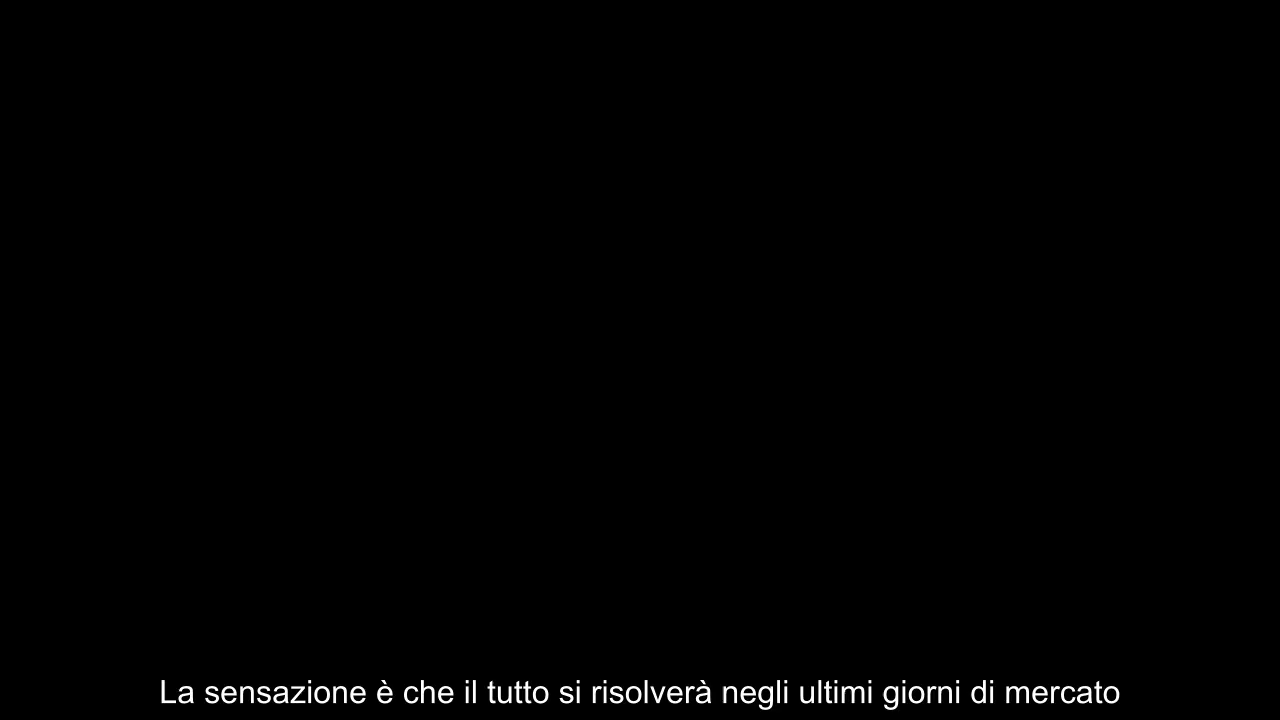 La sensazione è che il tutto si risolverà negli ultimi giorni di mercato